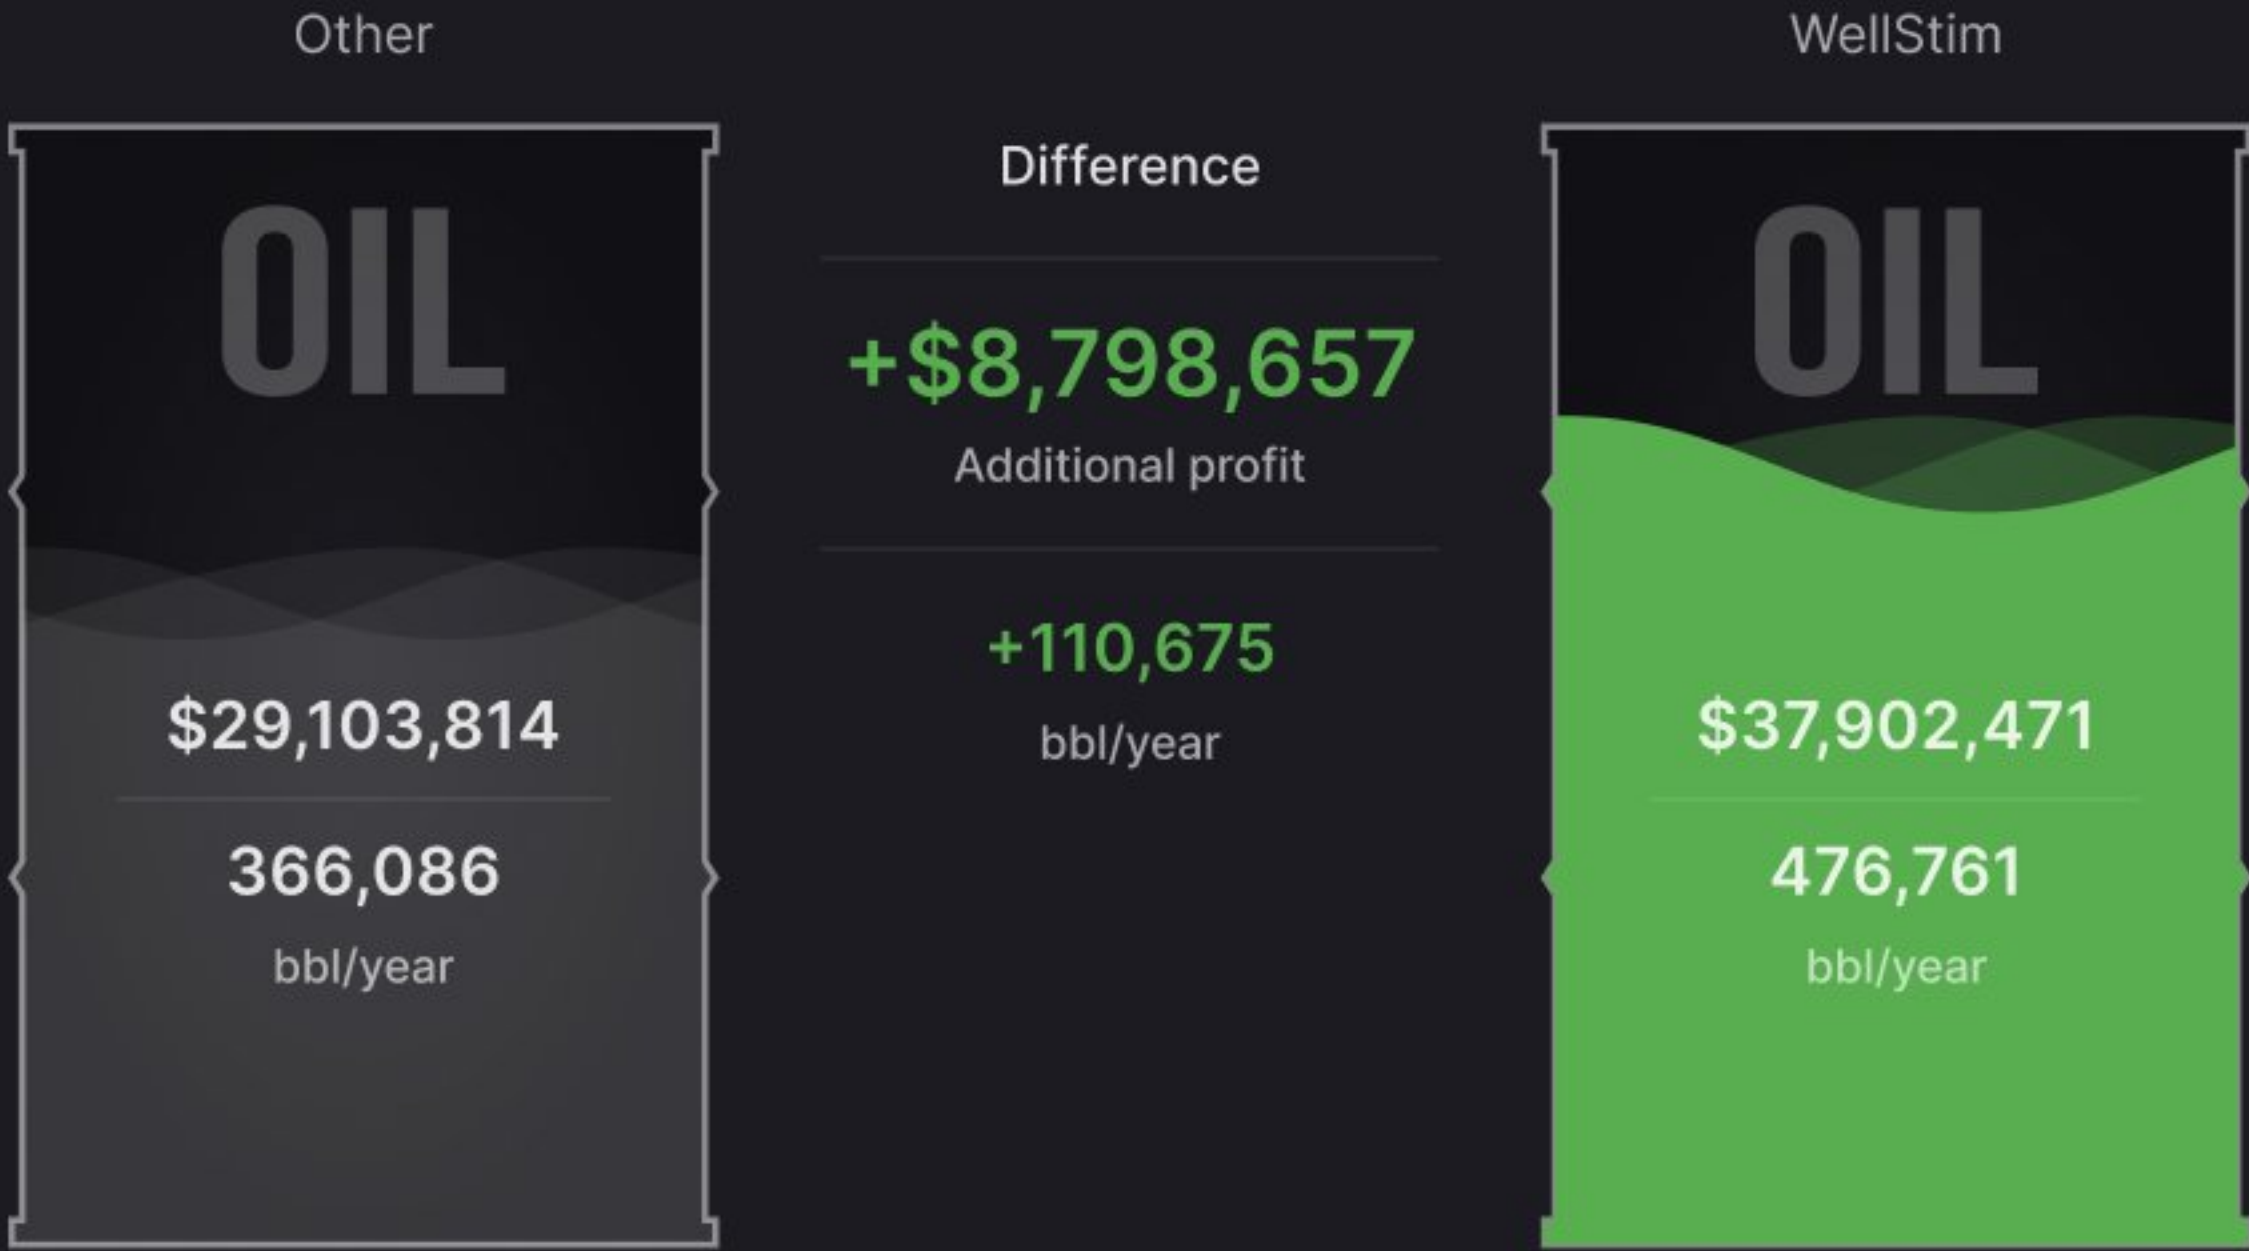 Other
OIL
$29,103,814
366,086
bbl/year
Difference
+$8,798,657
Additional profit
+110,675
bbl/year
WellStim
OIL
$37,902,471
476,761
bbl/year